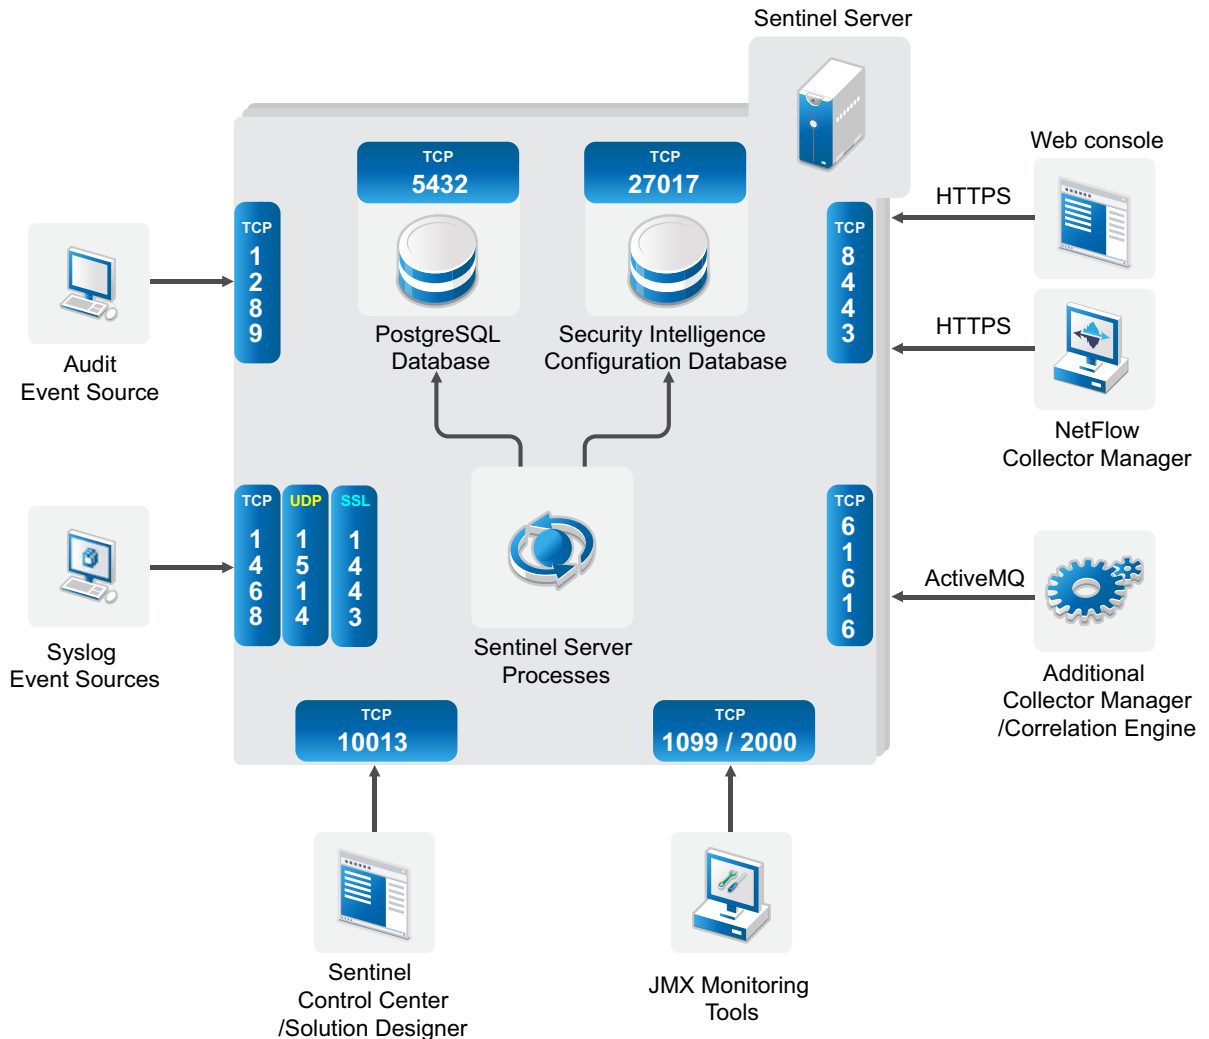 Sentinel Server
Web console
HTTPS
TCP
5432
TCP
27017
TCP
1289
TCP
8443
PostgreSQL
Database
Security Intelligence
Configuration Database
HTTPS
Audit
Event Source
NetFlow
Collector Manager
TCP
1468
UDP
1514
SSL
1443
TCP
61616
ActiveMQ
Sentinel Server
Processes
Syslog
Event Sources
Additional
Collector Manager
/Correlation Engine
TCP
10013
TCP
1099 / 2000
Sentinel
Control Center
/Solution Designer
JMX Monitoring
Tools